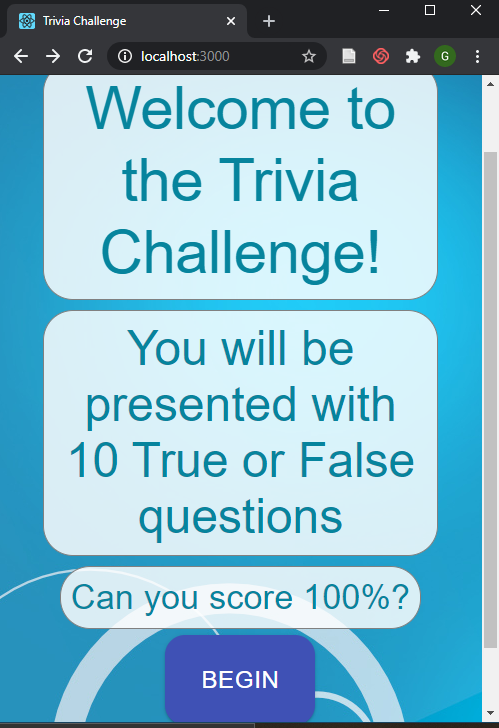 Trivia Challenge
localhost:3000
G
Welcome to
the Trivia
Challenge!
You will be
presented with
10 True or False
questions
Can you score 100%?
BEGIN